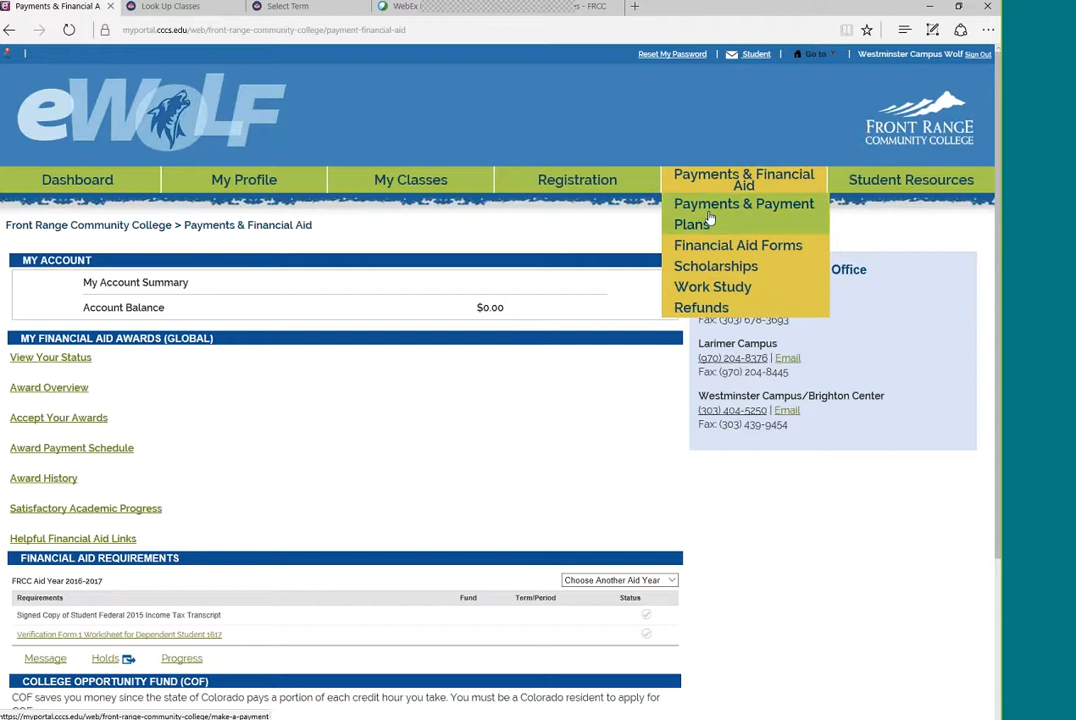 Payments & Financial A
Look Up Classes
Select Term
WebEx
- FRCC
myportal.cccs.edu/web/front-range-community-college/payment-financial-aid
Reset My Password | Student | Go to | Westminster Campus Wolf Sign Out
eWOLF
FRONT RANGE
COMMUNITY COLLEGE
Dashboard
My Profile
My Classes
Registration
Payments & Financial
Aid
Student Resources
Payments & Payment
Plans
Financial Aid Forms
Scholarships
Work Study
Refunds
Front Range Community College > Payments & Financial Aid
MY ACCOUNT
My Account Summary
Account Balance $0.00
MY FINANCIAL AID AWARDS (GLOBAL)
View Your Status
Award Overview
Accept Your Awards
Award Payment Schedule
Award History
Satisfactory Academic Progress
Helpful Financial Aid Links
Office
Fax: (303) 678-3693
Larimer Campus
(970) 204-8376 | Email
Fax: (970) 204-8445
Westminster Campus/Brighton Center
(303) 404-5250 | Email
Fax: (303) 439-9454
FINANCIAL AID REQUIREMENTS
FRCC Aid Year 2016-2017
Choose Another Aid Year
Requirements Fund Term/Period Status
Signed Copy of Student Federal 2015 Income Tax Transcript
Verification Form 1 Worksheet for Dependent Student 1617
Message Holds Progress
COLLEGE OPPORTUNITY FUND (COF)
COF saves you money since the state of Colorado pays a portion of each credit hour you take. You must be a Colorado resident to apply for
https://myportal.cccs.edu/web/front-range-community-college/make-a-payment